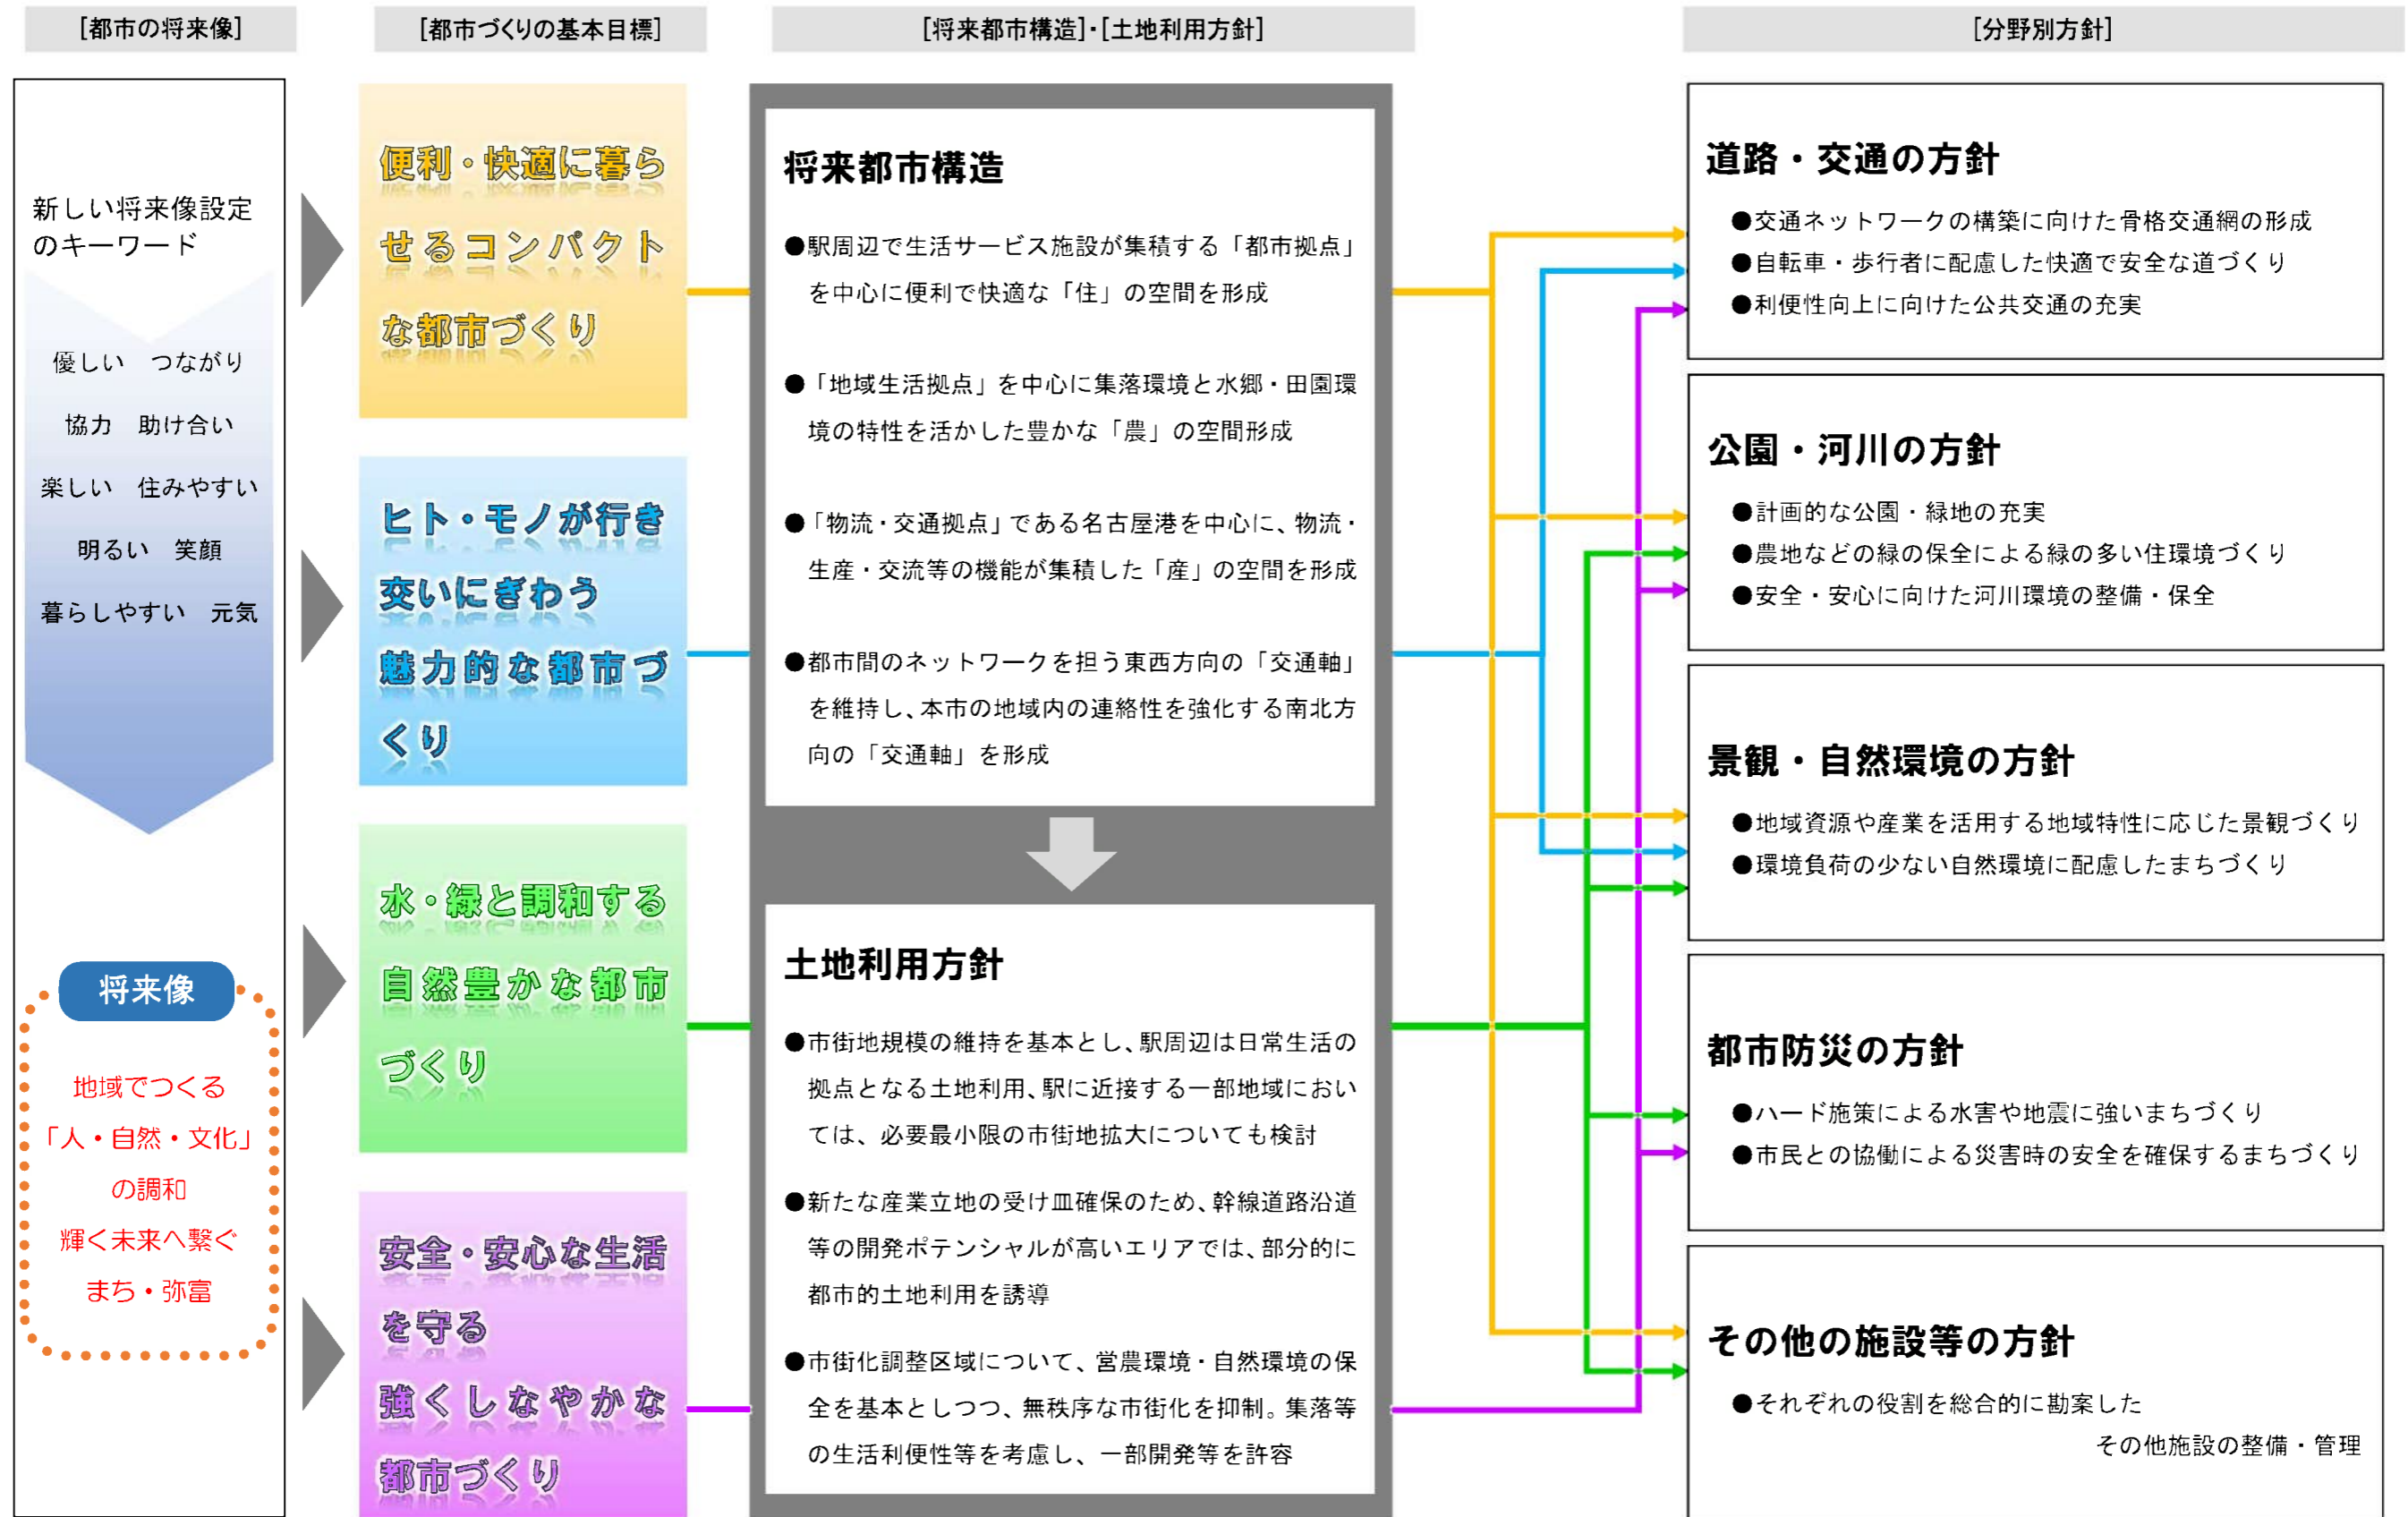 [都市の将来像]
[都市づくりの基本目標]
[将来都市構造]・[土地利用方針]
[分野別方針]
新しい将来像設定
のキーワード
優しい　つながり
協力　助け合い
楽しい　住みやすい
明るい　笑顔
暮らしやすい　元気
将来像
地域でつくる
「人・自然・文化」
の調和
輝く未来へ繋ぐ
まち・弥富
便利・快適に暮ら
せるコンパクト
な都市づくり
ヒト・モノが行き
交いにぎわう
魅力的な都市づ
くり
水・緑と調和する
自然豊かな都市
づくり
安全・安心な生活
を守る
強くしなやかな
都市づくり
将来都市構造
●駅周辺で生活サービス施設が集積する「都市拠点」
を中心に便利で快適な「住」の空間を形成
●「地域生活拠点」を中心に集落環境と水郷・田園環
境の特性を活かした豊かな「農」の空間形成
●「物流・交通拠点」である名古屋港を中心に、物流・
生産・交流等の機能が集積した「産」の空間を形成
●都市間のネットワークを担う東西方向の「交通軸」
を維持し、本市の地域内の連絡性を強化する南北方
向の「交通軸」を形成
土地利用方針
●市街地規模の維持を基本とし、駅周辺は日常生活の
拠点となる土地利用、駅に近接する一部地域におい
ては、必要最小限の市街地拡大についても検討
●新たな産業立地の受け皿確保のため、幹線道路沿道
等の開発ポテンシャルが高いエリアでは、部分的に
都市的土地利用を誘導
●市街化調整区域について、営農環境・自然環境の保
全を基本としつつ、無秩序な市街化を抑制。集落等
の生活利便性等を考慮し、一部開発等を許容
道路・交通の方針
●交通ネットワークの構築に向けた骨格交通網の形成
●自転車・歩行者に配慮した快適で安全な道づくり
●利便性向上に向けた公共交通の充実
公園・河川の方針
●計画的な公園・緑地の充実
●農地などの緑の保全による緑の多い住環境づくり
●安全・安心に向けた河川環境の整備・保全
景観・自然環境の方針
●地域資源や産業を活用する地域特性に応じた景観づくり
●環境負荷の少ない自然環境に配慮したまちづくり
都市防災の方針
●ハード施策による水害や地震に強いまちづくり
●市民との協働による災害時の安全を確保するまちづくり
その他の施設等の方針
●それぞれの役割を総合的に勘案した
その他施設の整備・管理